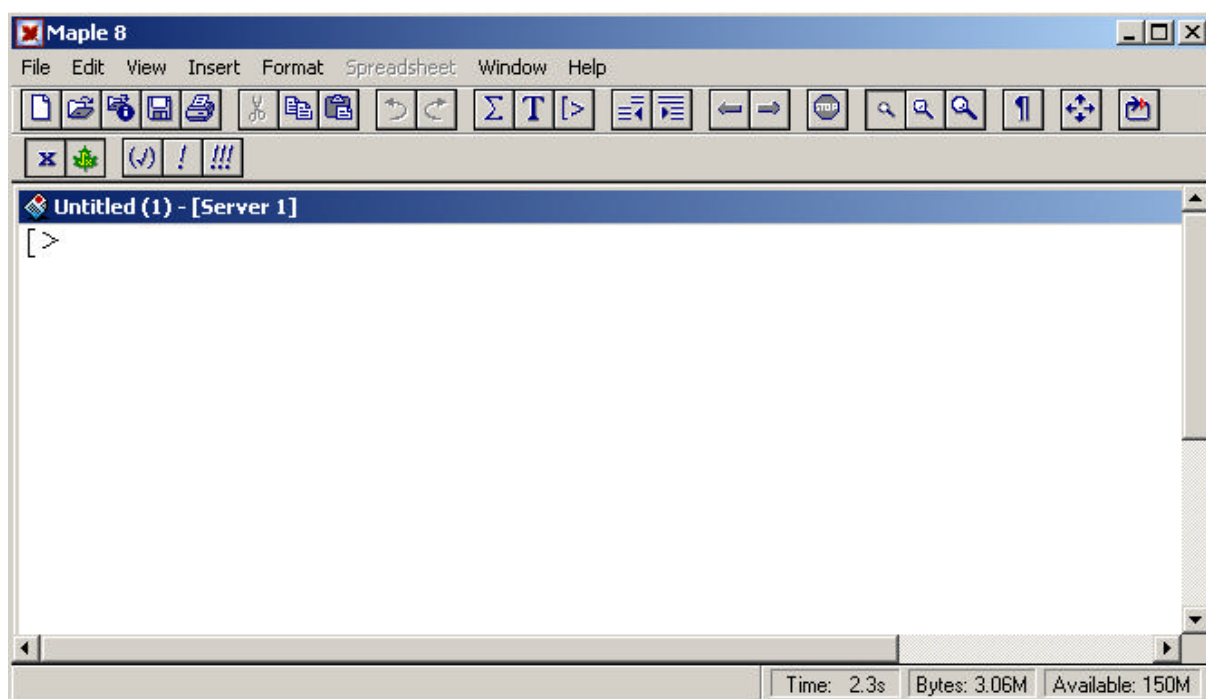 Maple 8
File Edit View Insert Format Spreadsheet Window Help
Σ T [> STOP ¶
x (√) ! !!!
Untitled (1) - [Server 1]
[>
Time: 2.3s Bytes: 3.06M Available: 150M